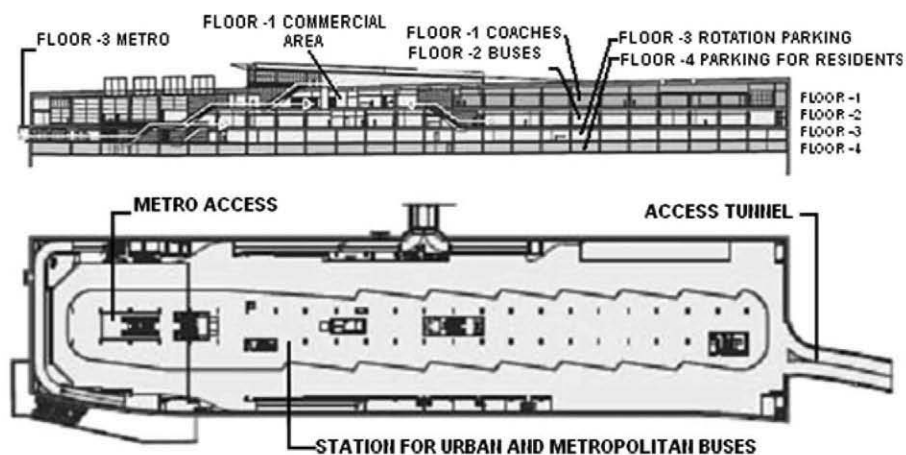 FLOOR -1 COMMERCIAL
AREA
FLOOR -3 METRO
FLOOR -1 COACHES
FLOOR -2 BUSES
FLOOR -3 ROTATION PARKING
FLOOR -4 PARKING FOR RESIDENTS
FLOOR -1
FLOOR -2
FLOOR -3
FLOOR -4
METRO ACCESS
ACCESS TUNNEL
STATION FOR URBAN AND METROPOLITAN BUSES